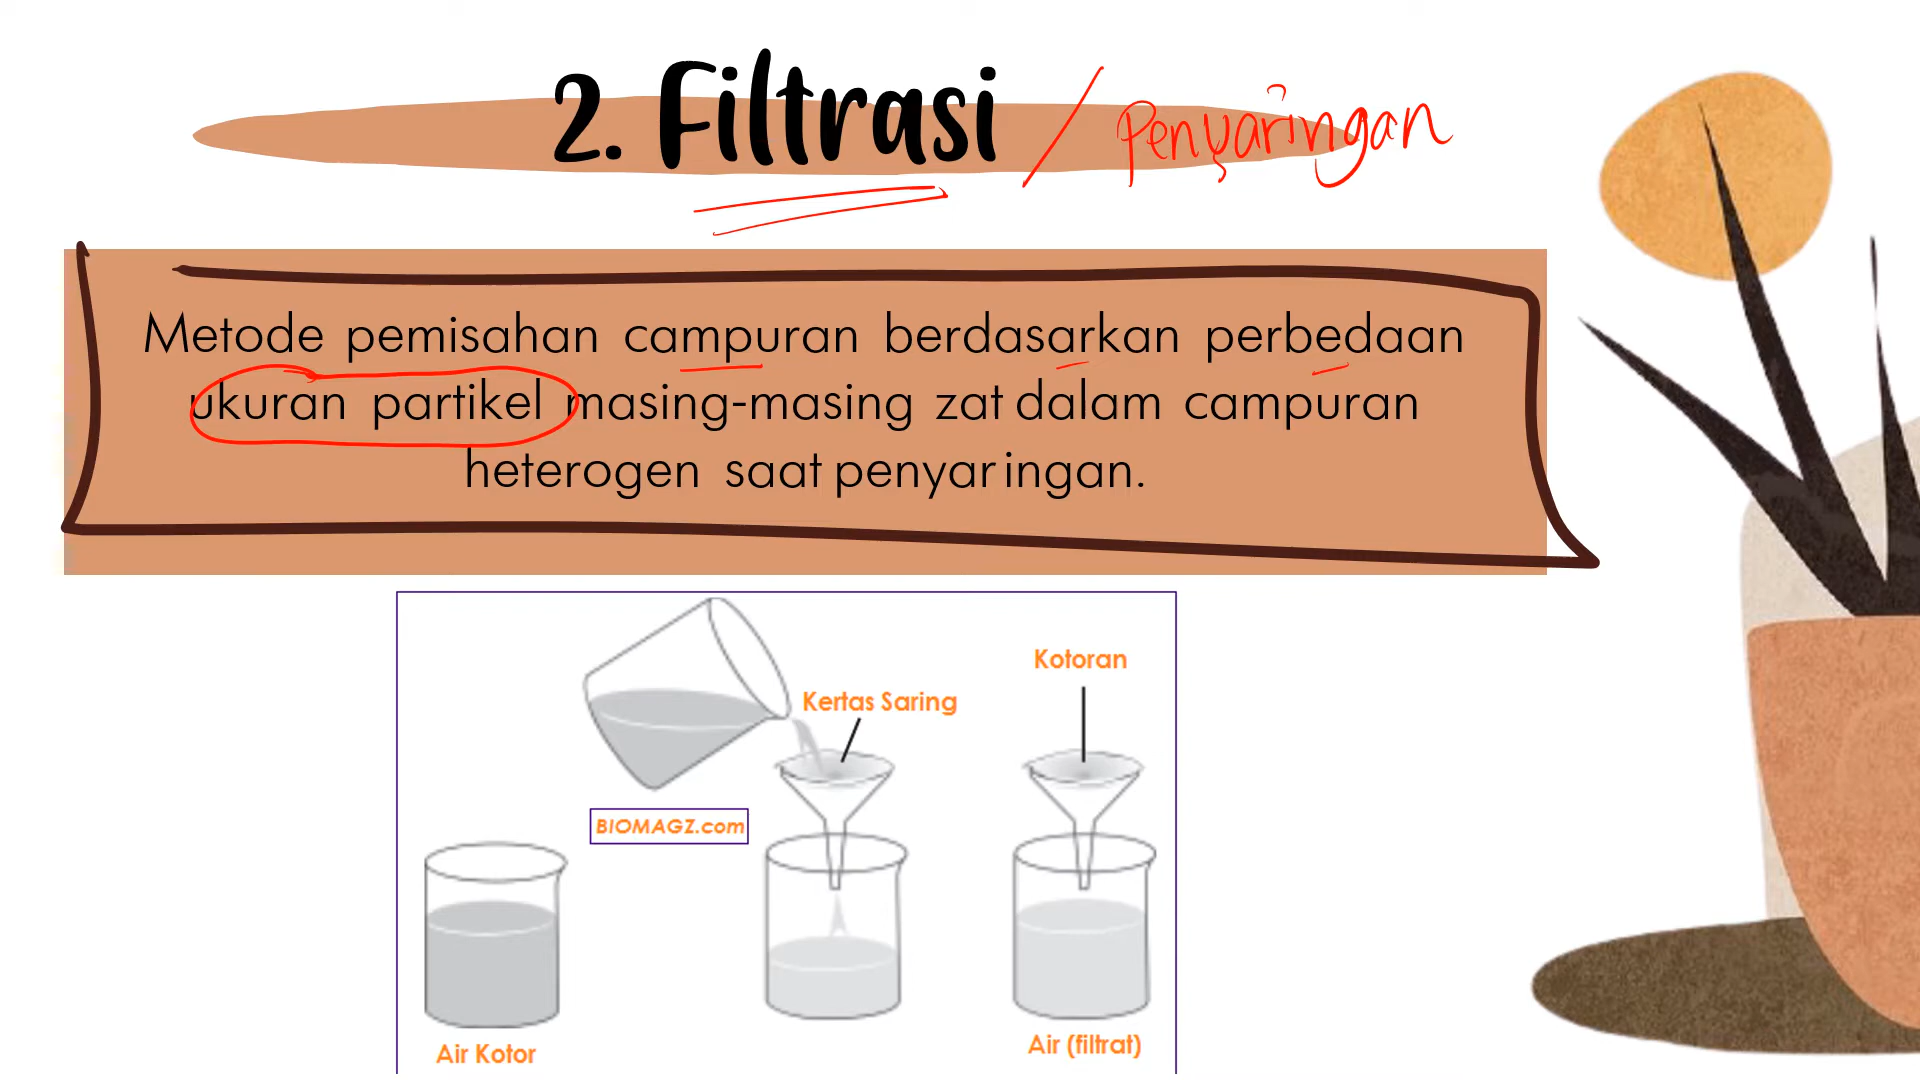 2. Filtrasi / Penyaringan
Metode pemisahan campuran berdasarkan perbedaan
ukuran partikel masing-masing zat dalam campuran
heterogen saat penyaringan.
Kotoran
Kertas Saring
BIOMAGZ.com
Air Kotor
Air (filtrat)